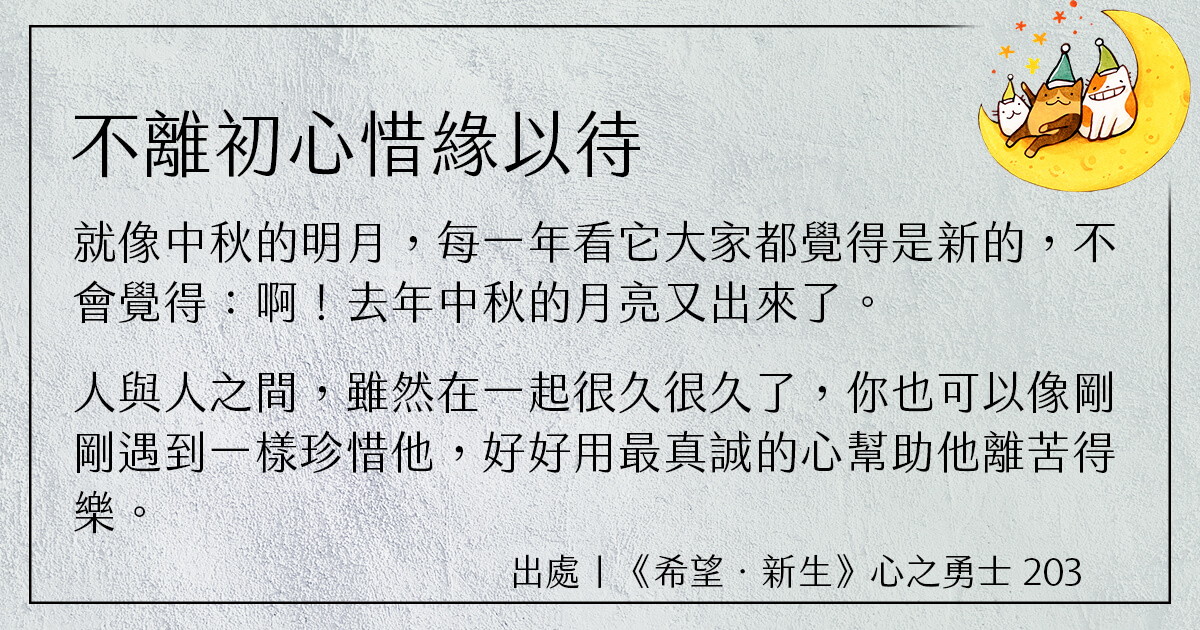 不離初心惜緣以待
就像中秋的明月，每一年看它大家都覺得是新的，不
會覺得：啊！去年中秋的月亮又出來了。
人與人之間，雖然在一起很久很久了，你也可以像剛
剛遇到一樣珍惜他，好好用最真誠的心幫助他離苦得
樂。
出處｜《希望．新生》心之勇士 203